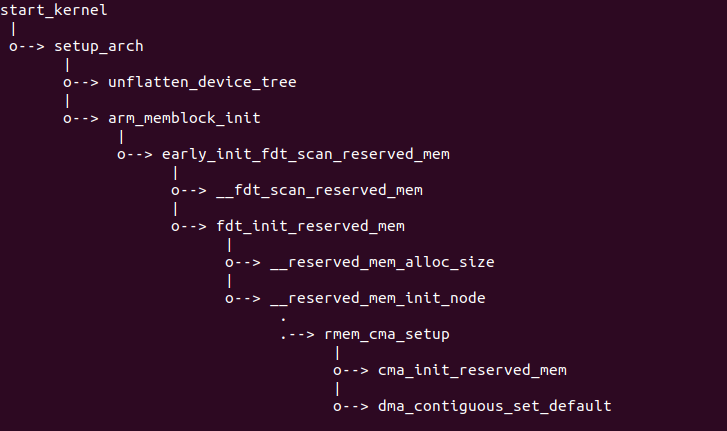 start_kernel
 |
 o--> setup_arch
       |
       o--> unflatten_device_tree
       |
       o--> arm_memblock_init
             |
             o--> early_init_fdt_scan_reserved_mem
                   |
                   o--> __fdt_scan_reserved_mem
                   |
                   o--> fdt_init_reserved_mem
                         |
                         o--> __reserved_mem_alloc_size
                         |
                         o--> __reserved_mem_init_node
                               .
                               .--> rmem_cma_setup
                                     |
                                     o--> cma_init_reserved_mem
                                     |
                                     o--> dma_contiguous_set_default